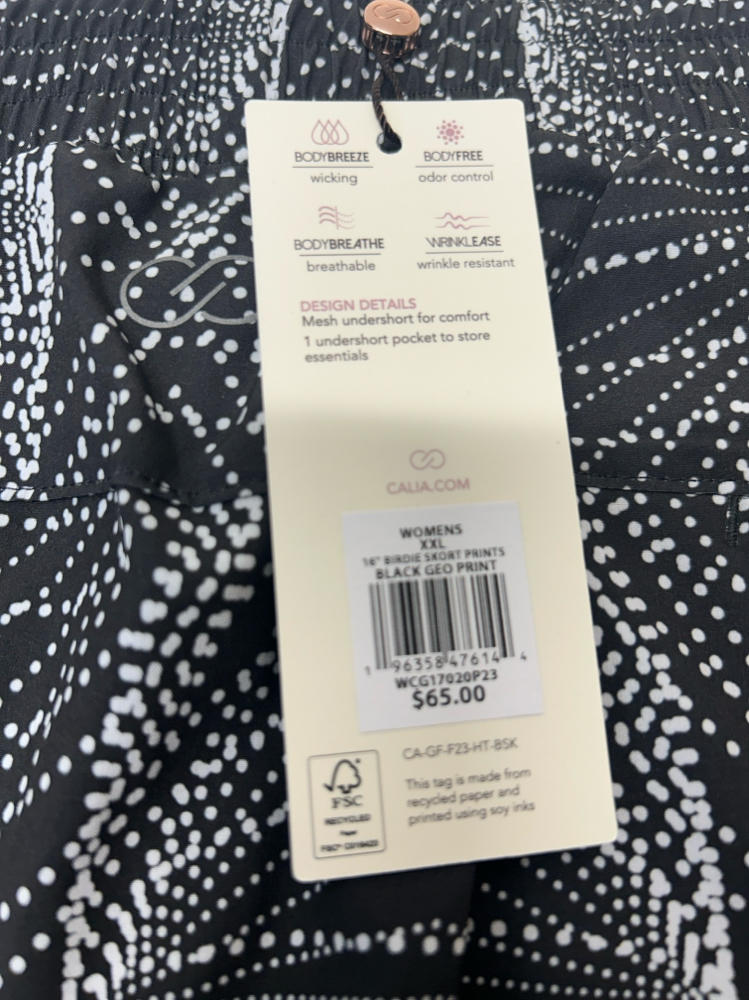 BODYBREEZE
wicking
BODYFREE
odor control
BODYBREATHE
breathable
WRINKLEASE
wrinkle resistant
DESIGN DETAILS
Mesh undershort for comfort
1 undershort pocket to store
essentials
CALIA.COM
WOMENS
XXL
16" BIRDIE SKORT PRINTS
BLACK GEO PRINT
1 96358 47614 4
WCG17020P23
$65.00
CA-GF-F23-HT-BSK
FSC
RECYCLED
Paper
This tag is made from
recycled paper and
printed using soy inks